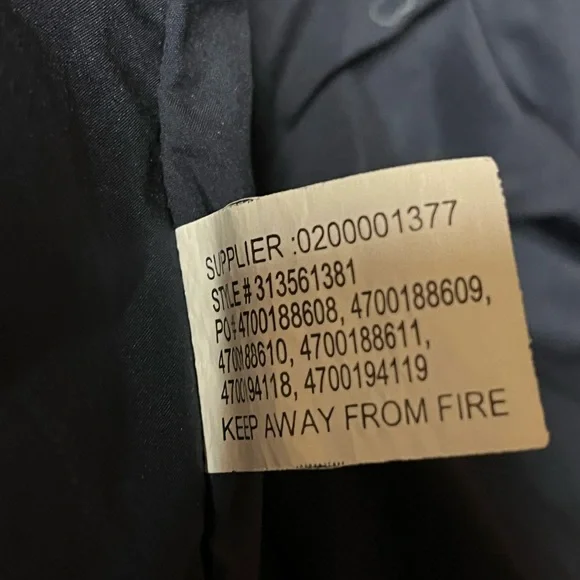 SUPPLIER :0200001377
STYLE # 313561381
PO # 4700188608, 4700188609,
4700188610, 4700188611,
4700194118, 4700194119
KEEP AWAY FROM FIRE